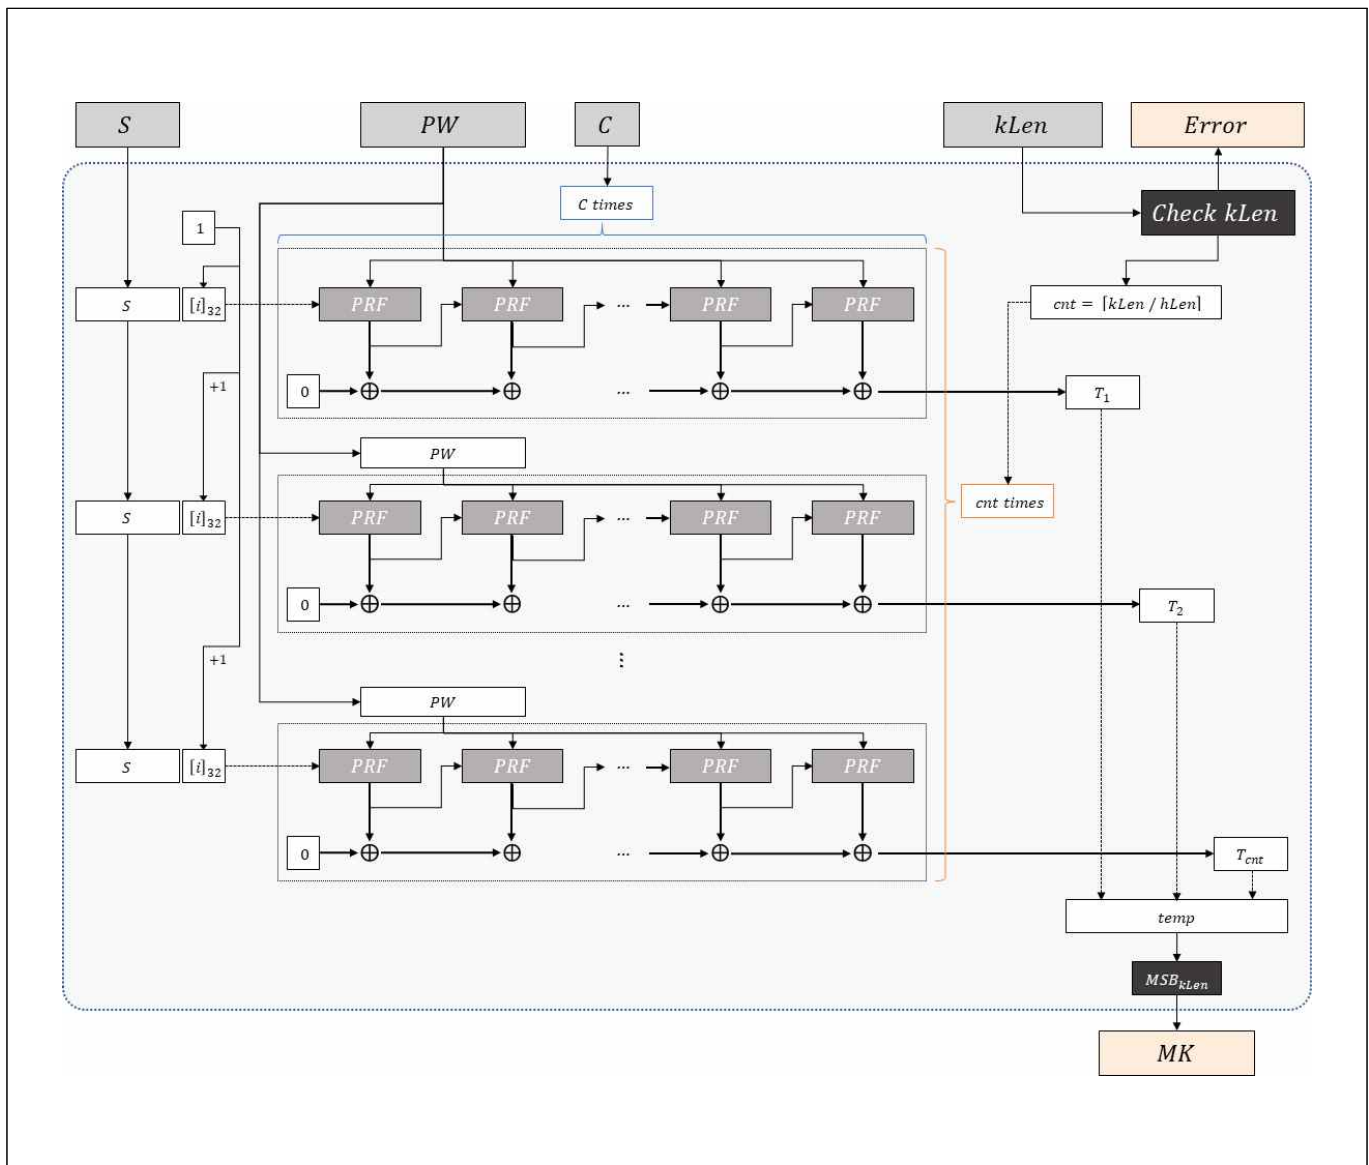 S PW C kLen Error
C times
Check kLen
1
S [i]₃₂ PRF PRF ... PRF PRF
cnt = ⌈kLen / hLen⌉
+1
0 ⊕ ⊕ ... ⊕ ⊕ T₁
PW
cnt times
S [i]₃₂ PRF PRF ... PRF PRF
0 ⊕ ⊕ ... ⊕ ⊕ T₂
+1
⋮
PW
S [i]₃₂ PRF PRF ... PRF PRF
0 ⊕ ⊕ ... ⊕ ⊕ T_cnt
temp
MSB_kLen
MK